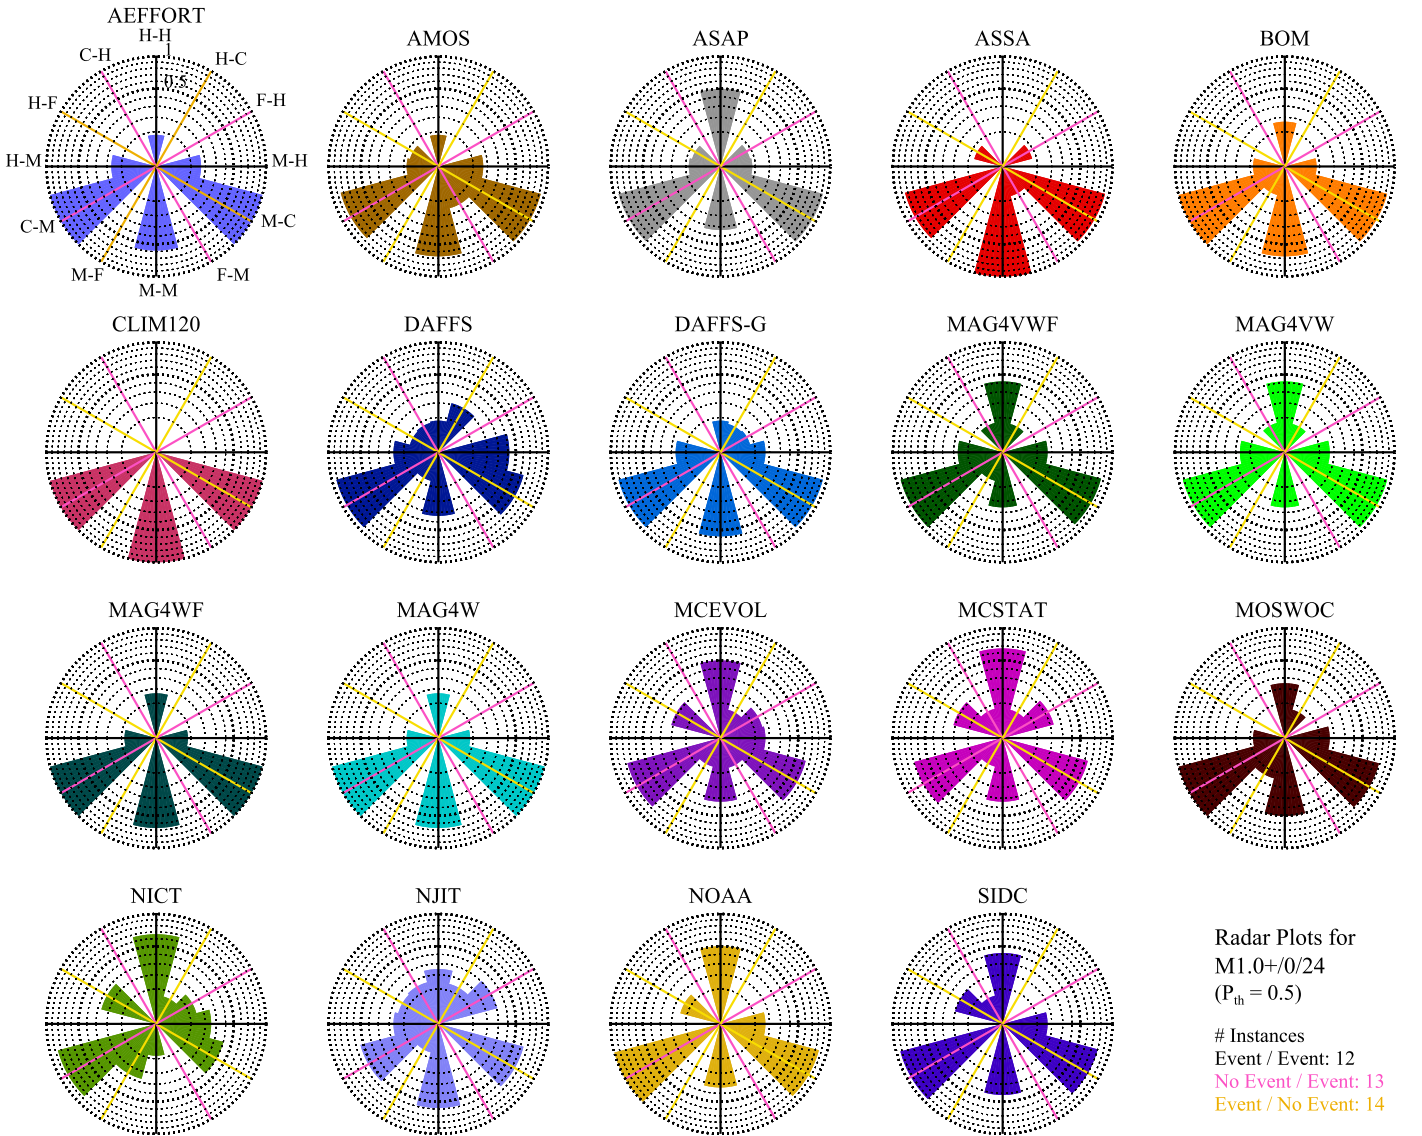 AEFFORT
H-H
1
0.5
C-H
H-C
H-F
F-H
H-M
M-H
C-M
M-C
M-F
F-M
M-M
AMOS
ASAP
ASSA
BOM
CLIM120
DAFFS
DAFFS-G
MAG4VWF
MAG4VW
MAG4WF
MAG4W
MCEVOL
MCSTAT
MOSWOC
NICT
NJIT
NOAA
SIDC
Radar Plots for
M1.0+/0/24
(Pth = 0.5)
# Instances
Event / Event: 12
No Event / Event: 13
Event / No Event: 14